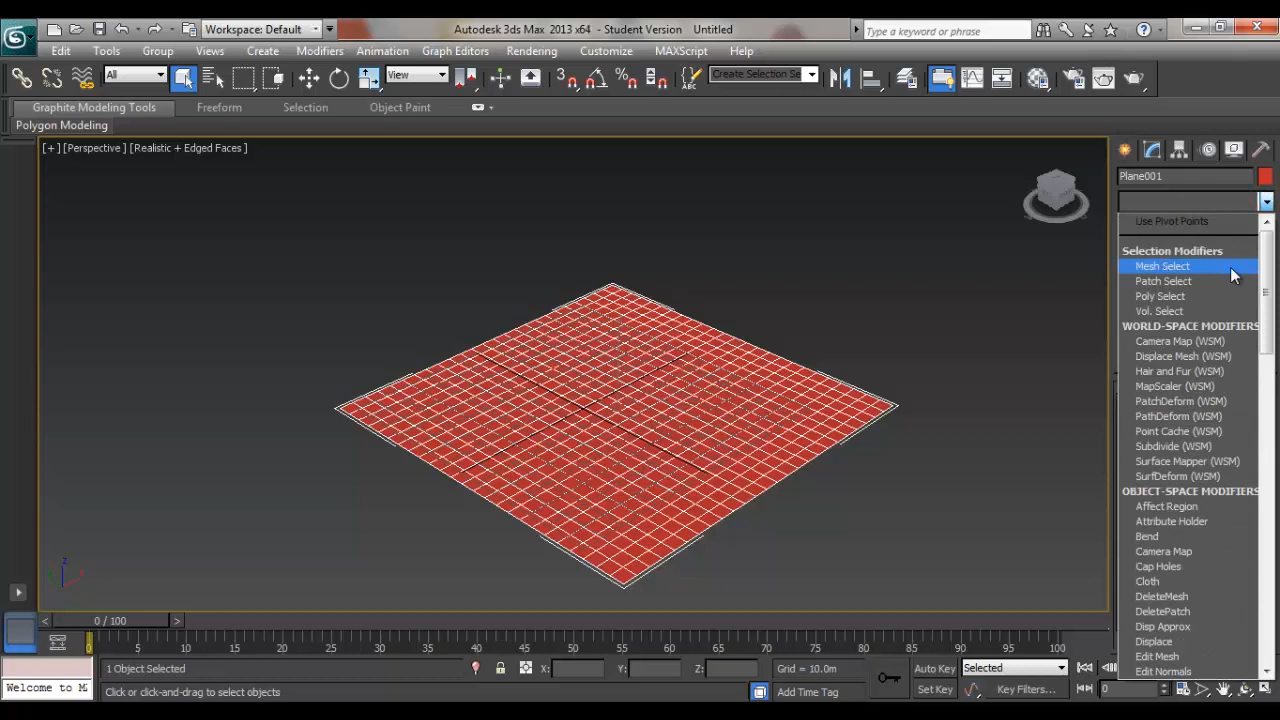 Workspace: Default
Autodesk 3ds Max 2013 x64 - Student Version Untitled
Type a keyword or phrase
Edit Tools Group Views Create Modifiers Animation Graph Editors Rendering Customize MAXScript Help
All
View
Create Selection Se
Graphite Modeling Tools Freeform Selection Object Paint
Polygon Modeling
[+] [Perspective] [Realistic + Edged Faces]
Plane001
Use Pivot Points
Selection Modifiers
Mesh Select
Patch Select
Poly Select
Vol. Select
WORLD-SPACE MODIFIERS
Camera Map (WSM)
Displace Mesh (WSM)
Hair and Fur (WSM)
MapScaler (WSM)
PatchDeform (WSM)
PathDeform (WSM)
Point Cache (WSM)
Subdivide (WSM)
Surface Mapper (WSM)
SurfDeform (WSM)
OBJECT-SPACE MODIFIERS
Affect Region
Attribute Holder
Bend
Camera Map
Cap Holes
Cloth
DeleteMesh
DeletePatch
Disp Approx
Displace
Edit Mesh
Edit Normals
z
< 0 / 100 >
5 10 15 20 25 30 35 40 45 50 55 60 65 70 75 80 85 90 95 100
1 Object Selected
X: Y: Z:
Grid = 10.0m
Auto Key Selected
Welcome to M
Click or click-and-drag to select objects
Add Time Tag
Set Key Key Filters...
0